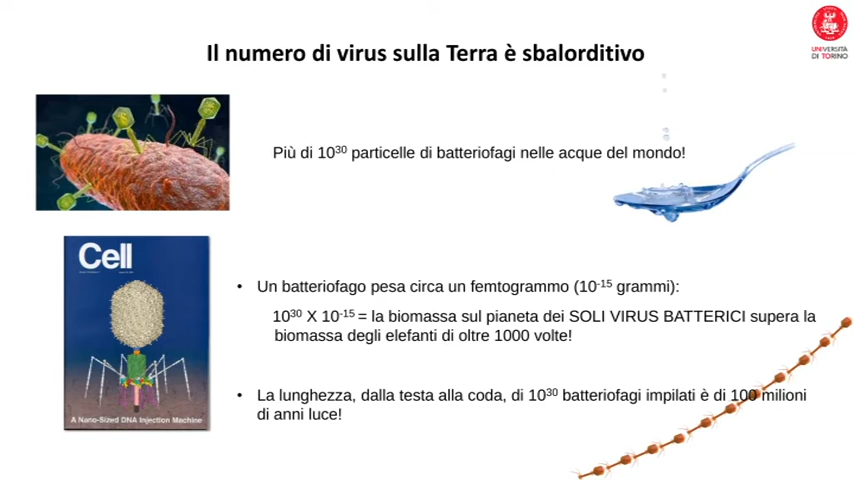 UNIVERSITÀ
DI TORINO
Il numero di virus sulla Terra è sbalorditivo
Più di 10³⁰ particelle di batteriofagi nelle acque del mondo!
Cell
• Un batteriofago pesa circa un femtogrammo (10⁻¹⁵ grammi):
10³⁰ X 10⁻¹⁵ = la biomassa sul pianeta dei SOLI VIRUS BATTERICI supera la
biomassa degli elefanti di oltre 1000 volte!
• La lunghezza, dalla testa alla coda, di 10³⁰ batteriofagi impilati è di 100 milioni
di anni luce!
A Nano-Sized DNA Injection Machine